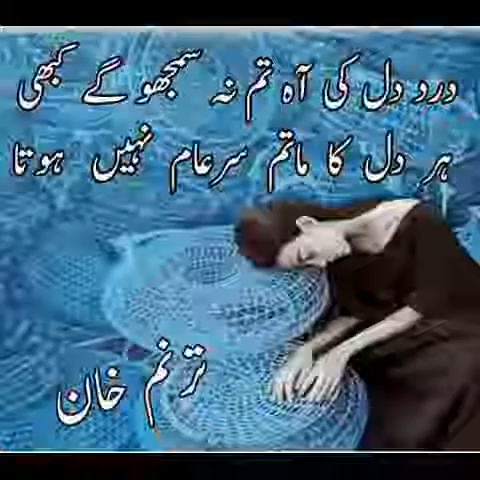 درد دل کی آہ تم نہ سمجھو گے کبھی
ہر دل کا ماتم سرعام نہیں ہوتا
ترنم خان